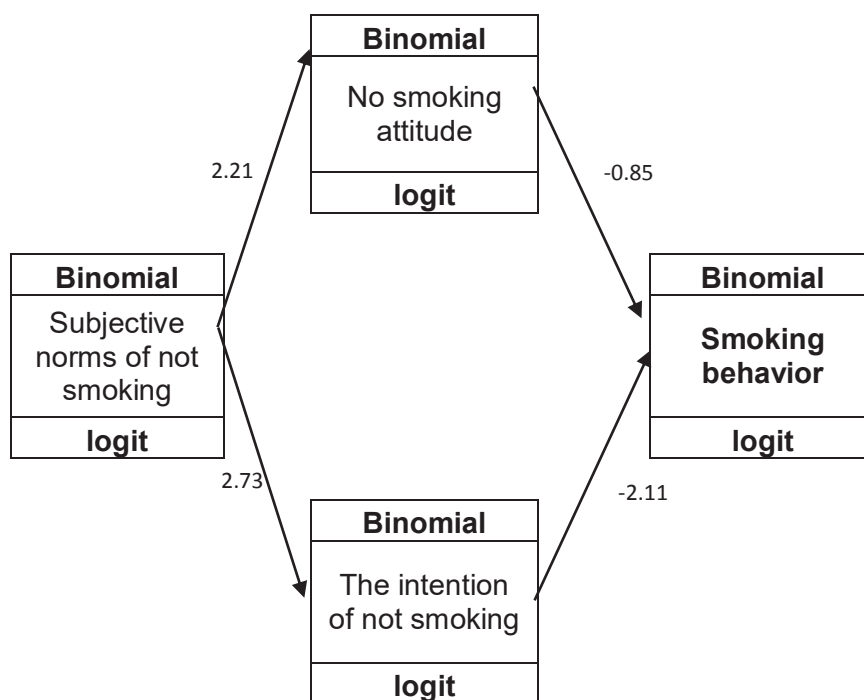 Binomial
No smoking
attitude
logit
2.21
-0.85
Binomial
Subjective
norms of not
smoking
logit
Binomial
Smoking
behavior
logit
2.73
-2.11
Binomial
The intention
of not smoking
logit